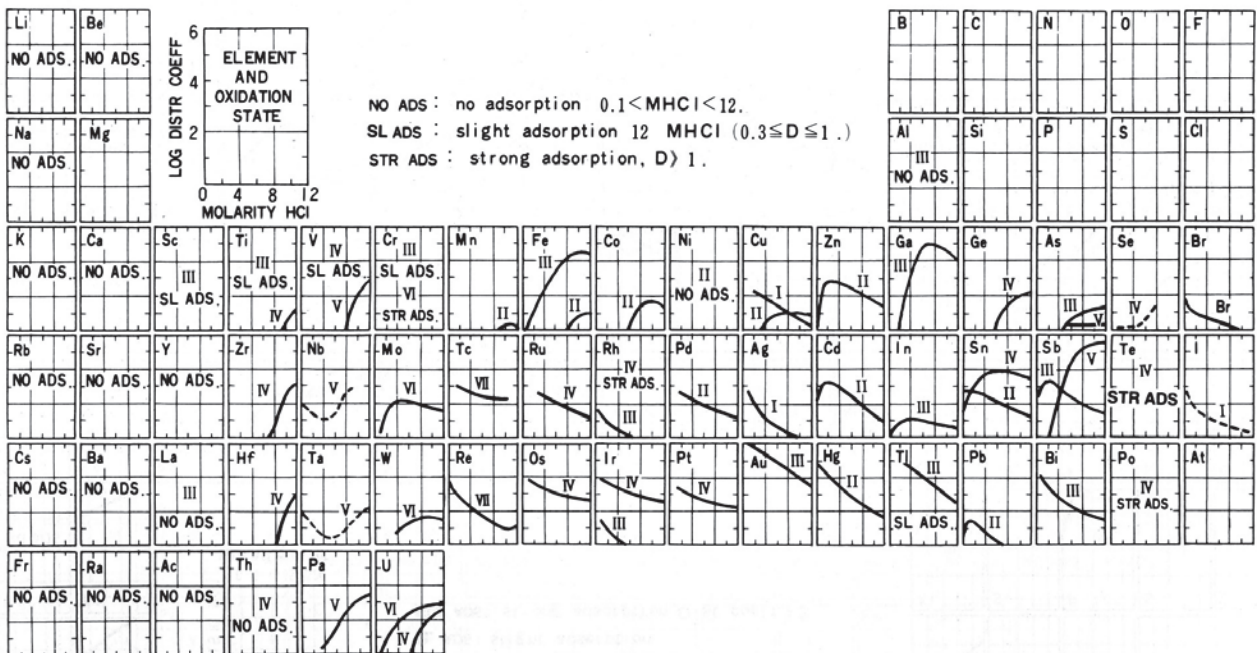 Li Be B C N O F
NO ADS. NO ADS.
6
4
2
0
0 4 8 12
LOG DISTR COEFF
MOLARITY HCl
ELEMENT
AND
OXIDATION
STATE
NO ADS : no adsorption 0.1<MHCl<12.
SL ADS : slight adsorption 12 MHCl (0.3≦D≦1 .)
STR ADS : strong adsorption, D》 1 .
Na Mg Al Si P S Cl
NO ADS. III
NO ADS.
K Ca Sc Ti V Cr Mn Fe Co Ni Cu Zn Ga Ge As Se Br
NO ADS. NO ADS. III SL ADS. III SL ADS. IV IV SL ADS. V III SL ADS. VI STR ADS. II III II II II NO ADS. I II II III IV III V IV Br
Rb Sr Y Zr Nb Mo Tc Ru Rh Pd Ag Cd In Sn Sb Te I
NO ADS. NO ADS. NO ADS. IV V VI VII IV IV STR ADS. III II I II III IV II III V IV STR ADS I
Cs Ba La Hf Ta W Re Os Ir Pt Au Hg Tl Pb Bi Po At
NO ADS. NO ADS. III NO ADS. IV V VI VII IV IV III IV III II III I SL ADS. II III IV STR ADS.
Fr Ra Ac Th Pa U
NO ADS. NO ADS. NO ADS. IV NO ADS. V VI IV